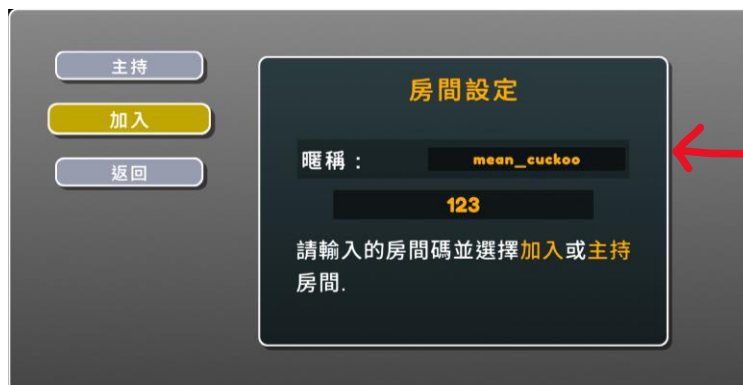 主持
加入
返回
房間設定
暱稱：
mean_cuckoo
123
請輸入的房間碼並選擇加入或主持
房間.